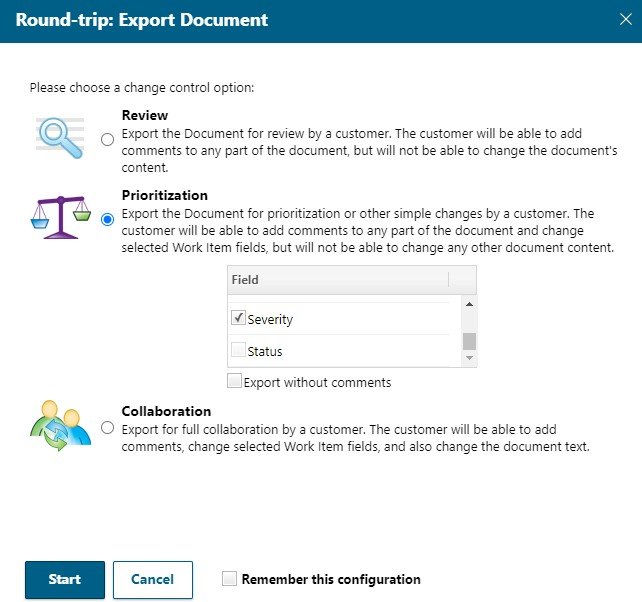 Round-trip: Export Document
Please choose a change control option:
Review
Export the Document for review by a customer. The customer will be able to add
comments to any part of the document, but will not be able to change the document's
content.
Prioritization
Export the Document for prioritization or other simple changes by a customer. The
customer will be able to add comments to any part of the document and change
selected Work Item fields, but will not be able to change any other document content.
Field
Severity
Status
Export without comments
Collaboration
Export for full collaboration by a customer. The customer will be able to add
comments, change selected Work Item fields, and also change the document text.
Start
Cancel
Remember this configuration